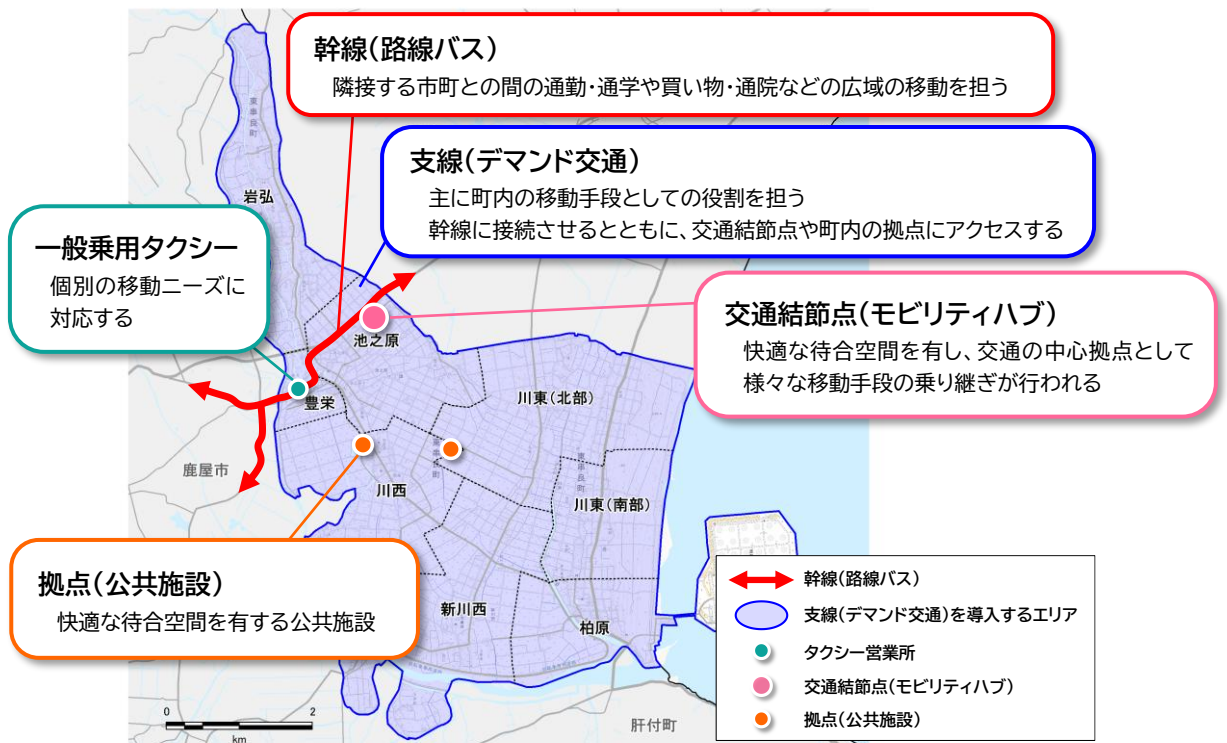 幹線(路線バス)
隣接する市町との間の通勤・通学や買い物・通院などの広域の移動を担う
支線(デマンド交通)
主に町内の移動手段としての役割を担う
幹線に接続させるとともに、交通結節点や町内の拠点にアクセスする
一般乗用タクシー
個別の移動ニーズに
対応する
交通結節点(モビリティハブ)
快適な待合空間を有し、交通の中心拠点として
様々な移動手段の乗り継ぎが行われる
拠点(公共施設)
快適な待合空間を有する公共施設
東串良町
岩弘
池之原
豊栄
川東(北部)
東串良町
東串良町
鹿屋市
川西
川東(南部)
新川西
柏原
肝付町
幹線(路線バス)
支線(デマンド交通)を導入するエリア
タクシー営業所
交通結節点(モビリティハブ)
拠点(公共施設)
0 2
km